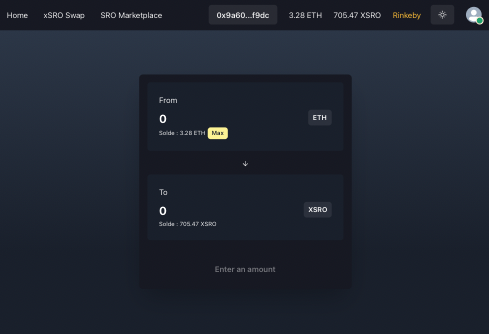 Home xSRO Swap SRO Marketplace 0x9a60...f9dc 3.28 ETH 705.47 XSRO Rinkeby
From
0 ETH
Solde : 3.28 ETH Max
To
0 XSRO
Solde : 705.47 XSRO
Enter an amount